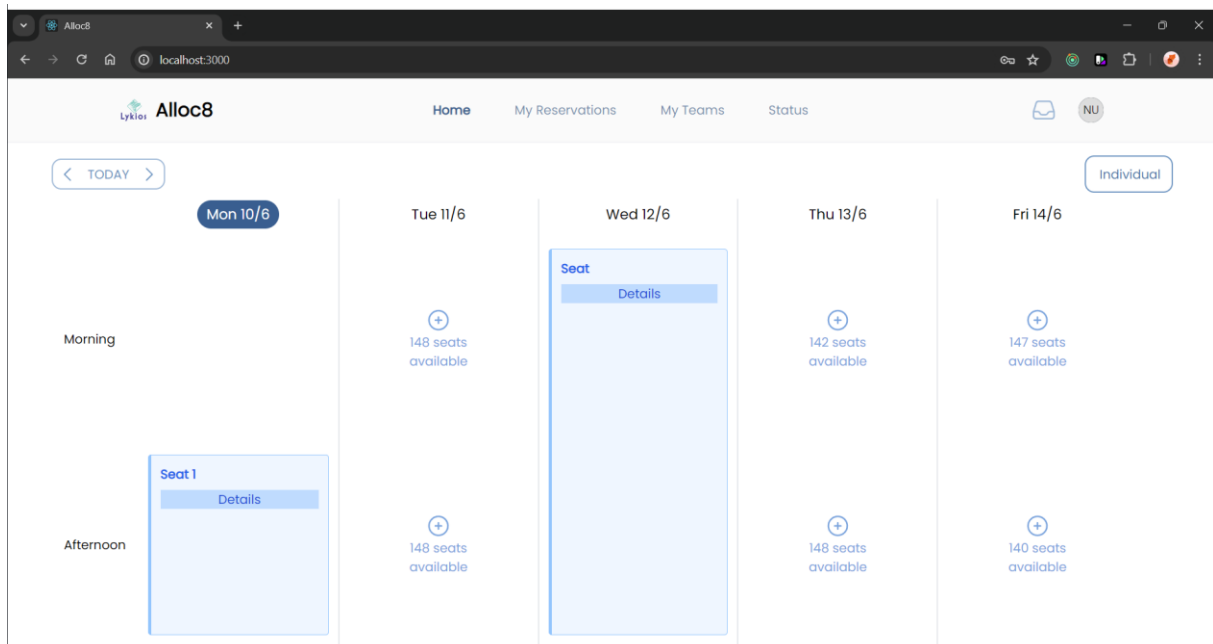 Alloc8
localhost:3000
Lykios Alloc8 Home My Reservations My Teams Status NU
TODAY Individual
Mon 10/6 Tue 11/6 Wed 12/6 Thu 13/6 Fri 14/6
Seat
Details
Morning
148 seats
available
142 seats
available
147 seats
available
Seat 1
Details
Afternoon
148 seats
available
148 seats
available
140 seats
available